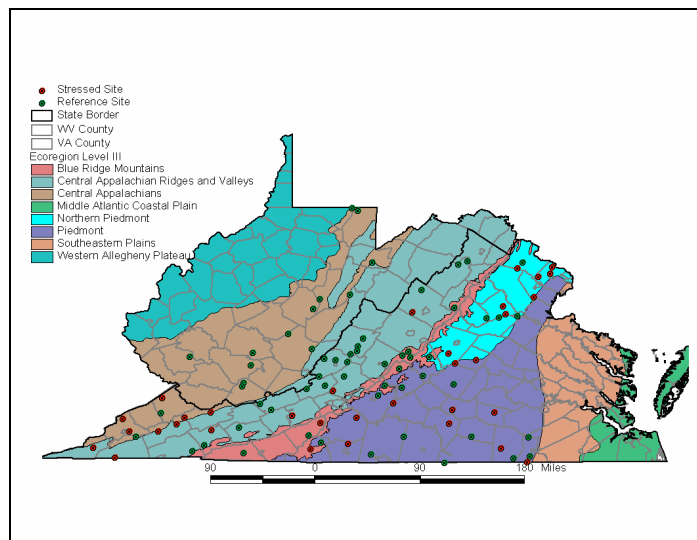 Stressed Site
Reference Site
State Border
WV County
VA County
Ecoregion Level III
Blue Ridge Mountains
Central Appalachian Ridges and Valleys
Central Appalachians
Middle Atlantic Coastal Plain
Northern Piedmont
Piedmont
Southeastern Plains
Western Allegheny Plateau
90 0 90 180 Miles